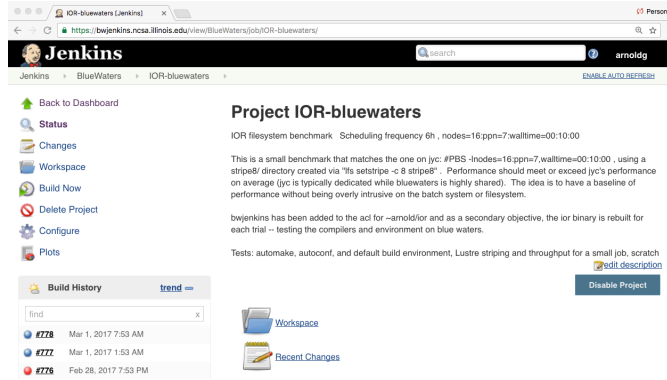 IOR-bluewaters [Jenkins] x
Person
https://bwjenkins.ncsa.illinois.edu/view/BlueWaters/job/IOR-bluewaters/
Jenkins
search
? arnoldg
Jenkins BlueWaters IOR-bluewaters
ENABLE AUTO REFRESH
Back to Dashboard
Status
Changes
Workspace
Build Now
Delete Project
Configure
Plots
Project IOR-bluewaters
IOR filesystem benchmark Scheduling frequency 6h , nodes=16:ppn=7:walltime=00:10:00
This is a small benchmark that matches the one on jyc: #PBS -lnodes=16:ppn=7,walltime=00:10:00 , using a
stripe8/ directory created via "lfs setstripe -c 8 stripe8" . Performance should meet or exceed jyc's performance
on average (jyc is typically dedicated while bluewaters is highly shared). The idea is to have a baseline of
performance without being overly intrusive on the batch system or filesystem.
bwjenkins has been added to the acl for ~arnold/ior and as a secondary objective, the ior binary is rebuilt for
each trial -- testing the compilers and environment on blue waters.
Tests: automake, autoconf, and default build environment, Lustre striping and throughput for a small job, scratch
edit description
Disable Project
Build History trend
find x
#778 Mar 1, 2017 7:53 AM
#777 Mar 1, 2017 1:53 AM
#776 Feb 28, 2017 7:53 PM
Workspace
Recent Changes